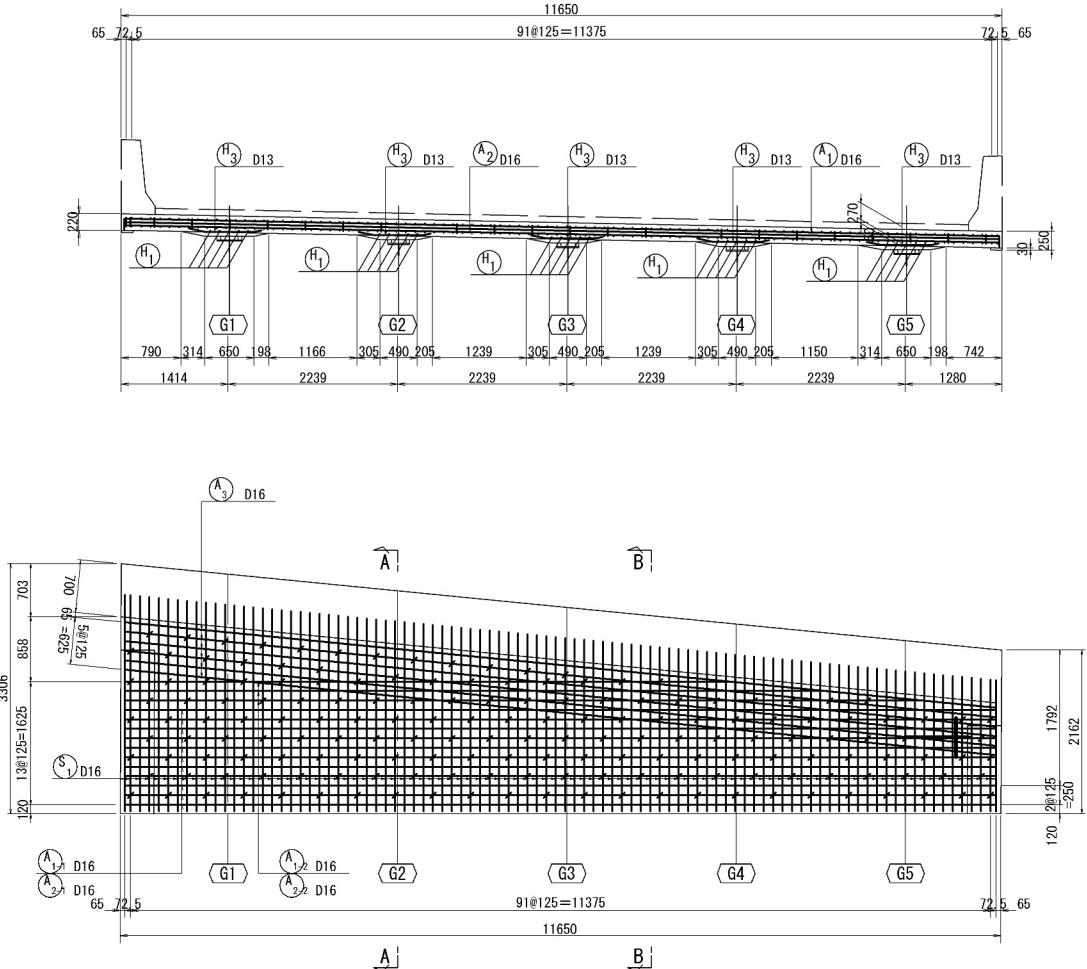 11650
65 72.5 91@125=11375 72.5 65
H3 D13 H3 D13 A2 D16 H3 D13 H3 D13 A1 D16 H3 D13
220 270 30 250
H1 H1 H1 H1 H1
G1 G2 G3 G4 G5
790 314 650 198 1166 305 490 205 1239 305 490 205 1239 305 490 205 1150 314 650 198 742
1414 2239 2239 2239 2239 1280
A3 D16
A B
700 65 5@125
=625
703 858 13@125=1625 120
3306
1792 2162
2@125
=250
120
S1 D16
A1-1 D16 A1-2 D16
A2-1 D16 A2-2 D16
G1 G2 G3 G4 G5
65 72.5 91@125=11375 72.5 65
11650
A B